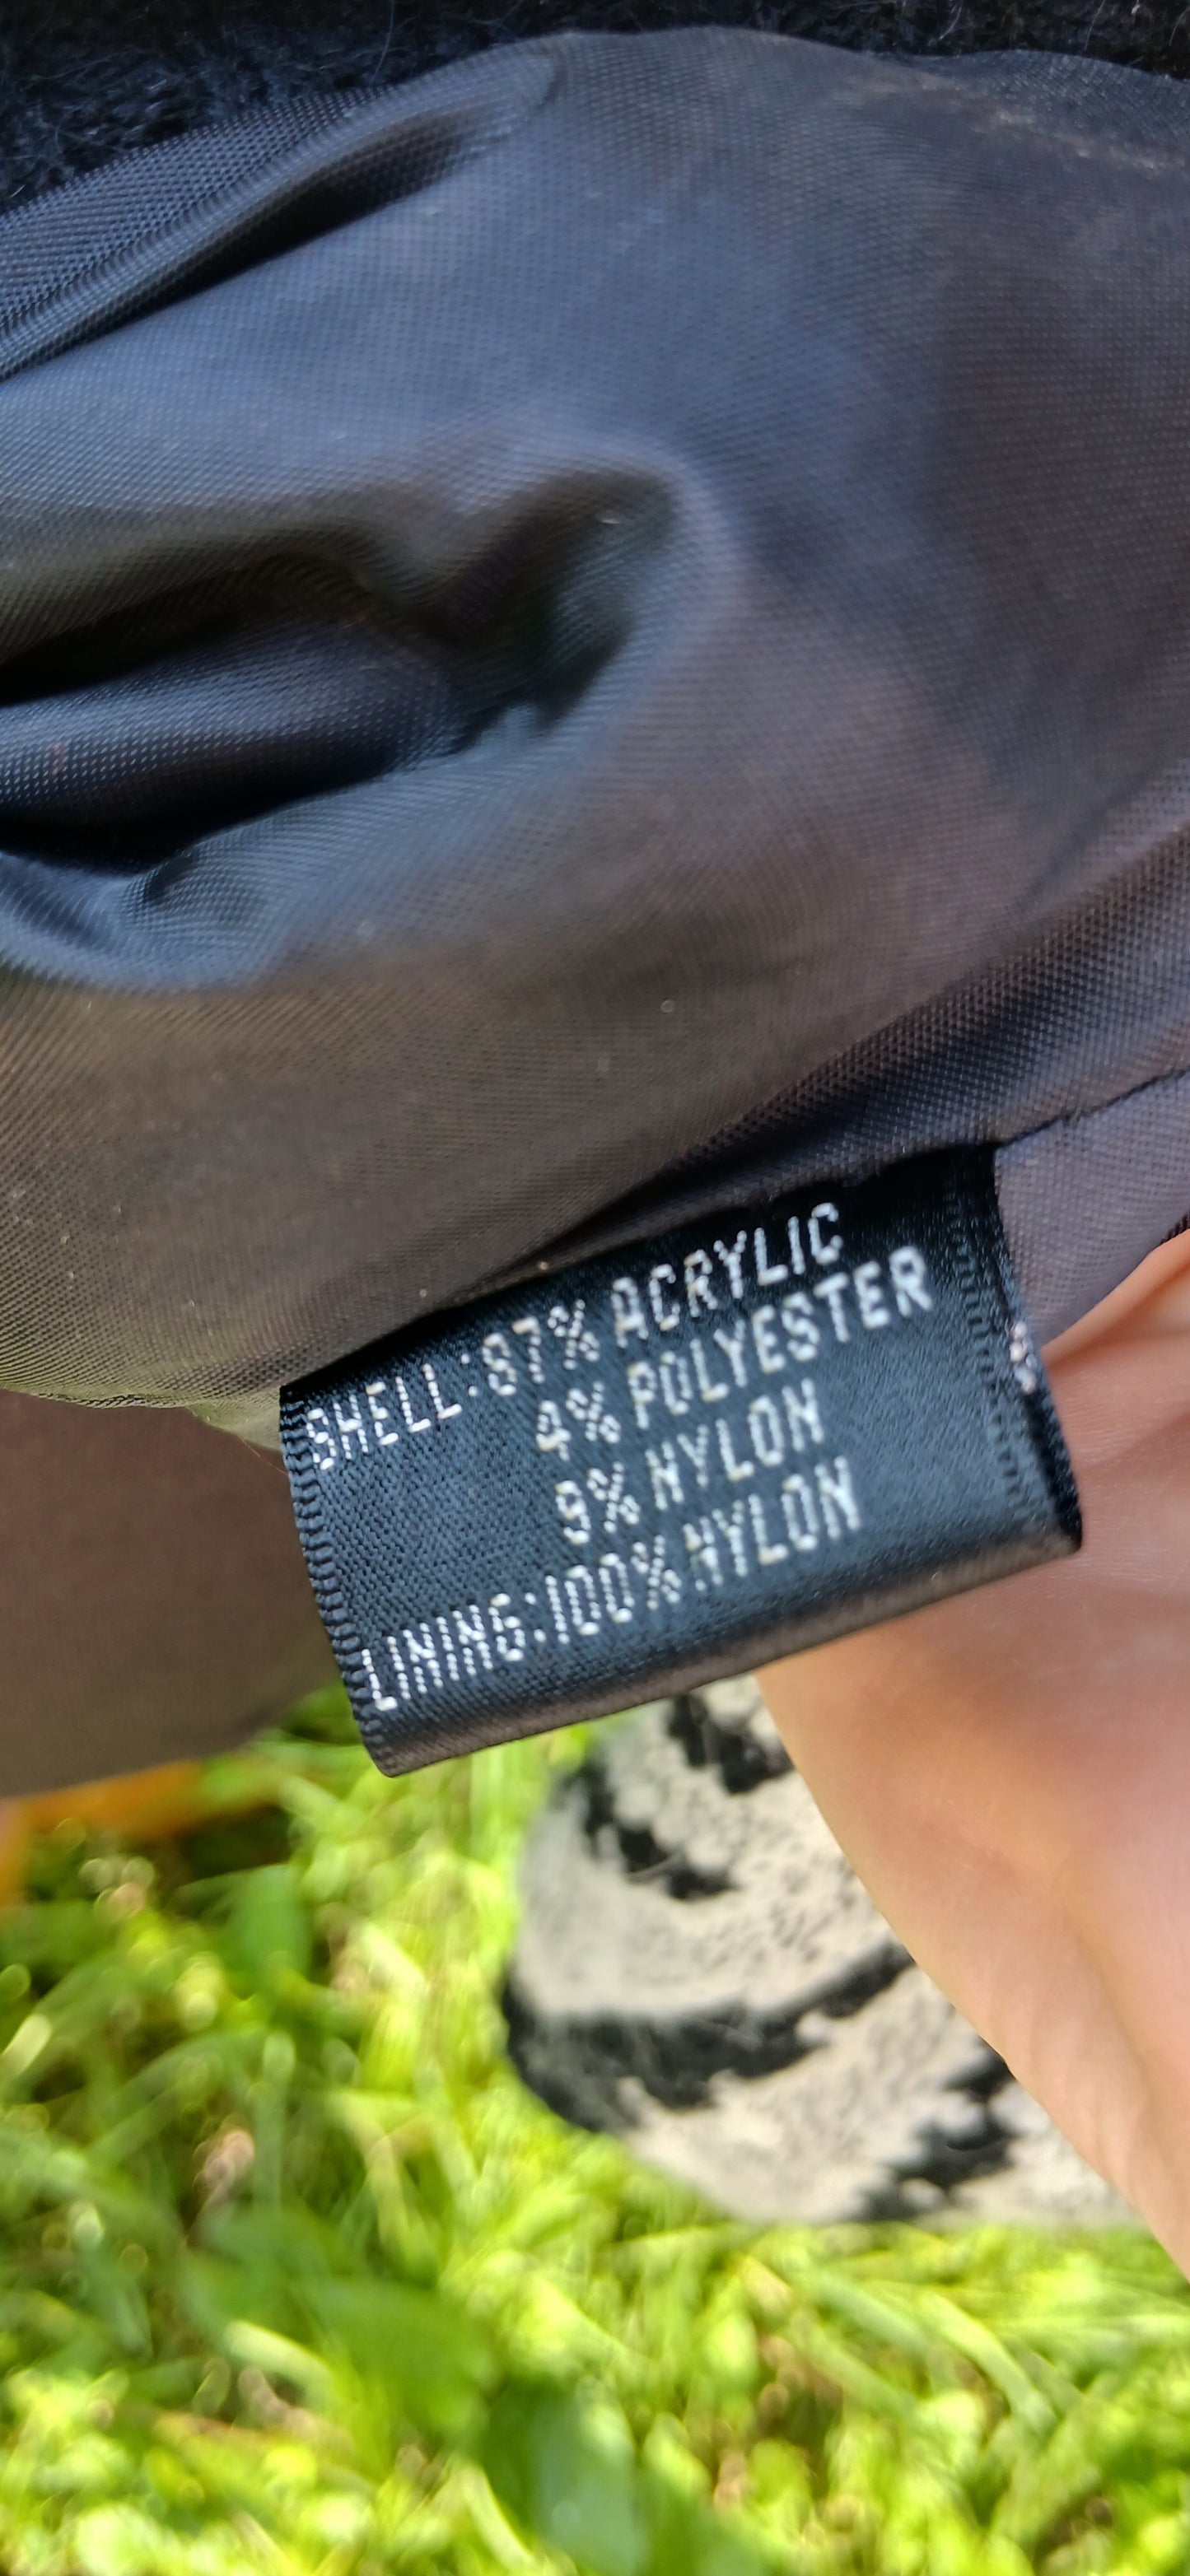 SHELL:87% ACRYLIC
4% POLYESTER
9% NYLON
LINING:100% NYLON